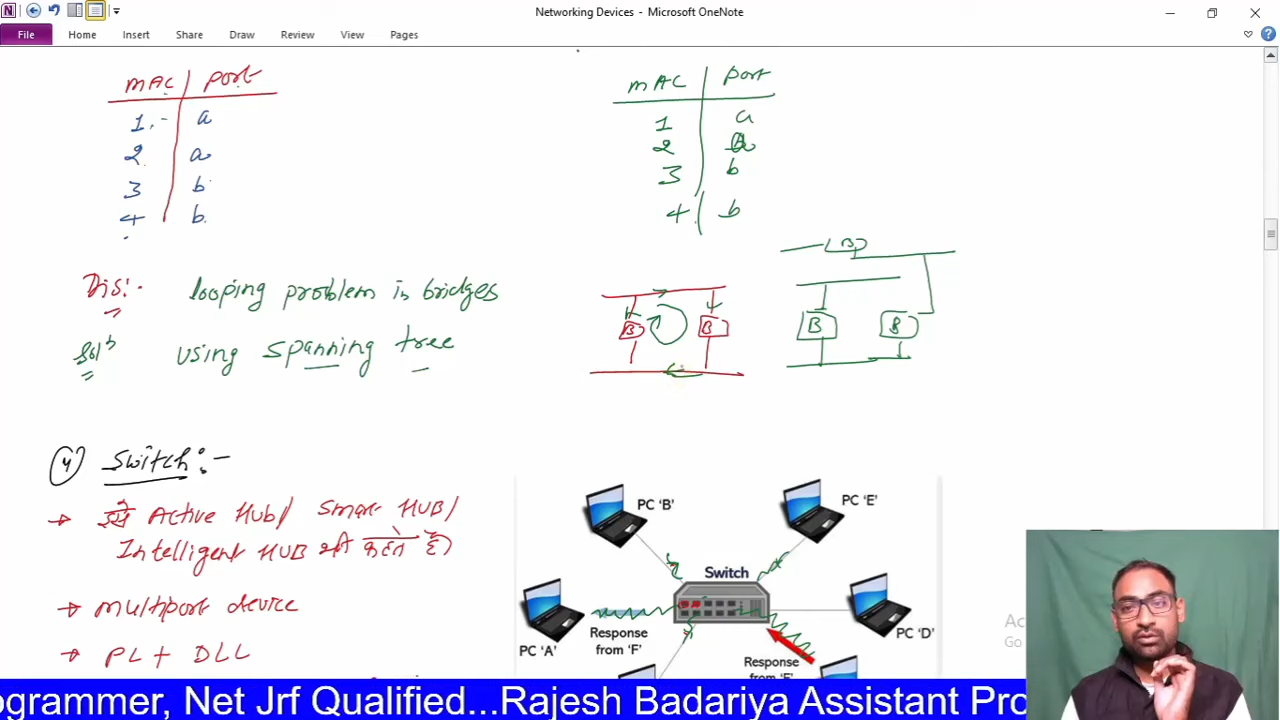 Networking Devices - Microsoft OneNote
File Home Insert Share Draw Review View Pages
MAC port
1 a
2 a
3 b
4 b
MAC port
1 a
2
3 b
4 b
B
Dis:- looping problem in bridges
B B
B B
Solⁿ using spanning tree
4 Switch:-
→ इसे Active Hub/ Smart HUB/
Intelligent HUB भी कहते है)
→ multiport device
→ PL + DLL
PC 'B'
PC 'E'
Switch
PC 'A'
PC 'D'
Response
from 'F'
Response
Go
ogrammer, Net Jrf Qualified...Rajesh Badariya Assistant Pro